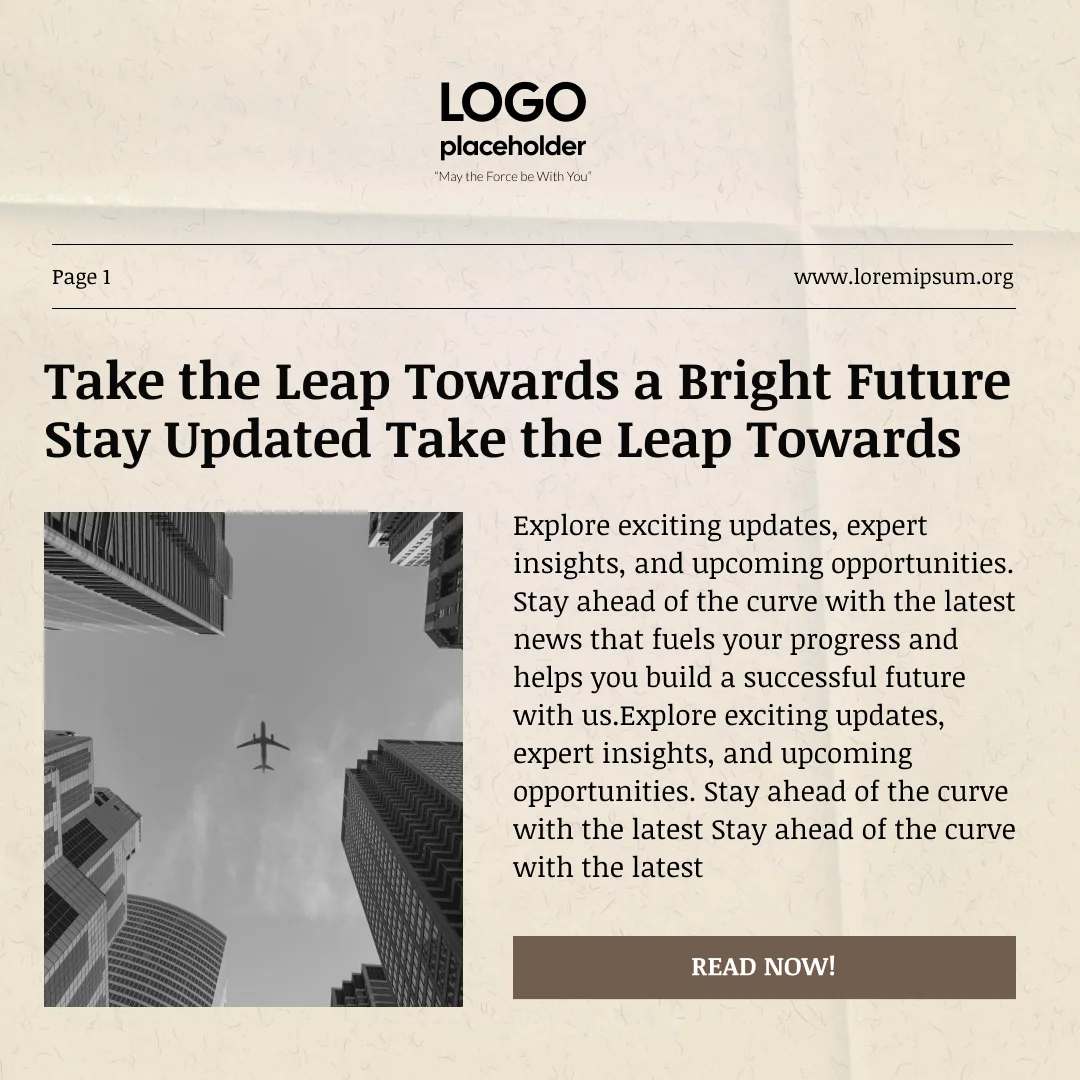 LOGO
placeholder
"May the Force be With You"
Page 1
www.loremipsum.org
Take the Leap Towards a Bright Future
Stay Updated Take the Leap Towards
Explore exciting updates, expert
insights, and upcoming opportunities.
Stay ahead of the curve with the latest
news that fuels your progress and
helps you build a successful future
with us.Explore exciting updates,
expert insights, and upcoming
opportunities. Stay ahead of the curve
with the latest Stay ahead of the curve
with the latest
READ NOW!